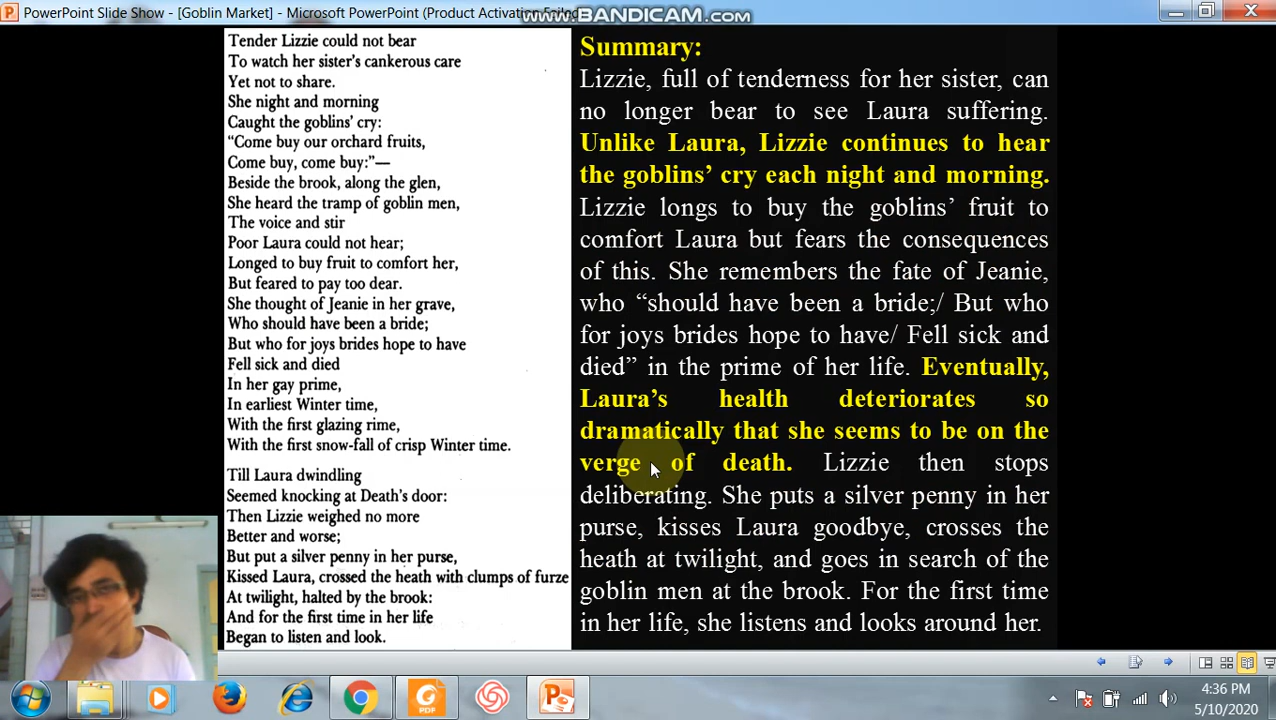 PowerPoint Slide Show - [Goblin Market] - Microsoft PowerPoint (Product Activation
www.BANDICAM.com
Tender Lizzie could not bear
To watch her sister's cankerous care
Yet not to share.
She night and morning
Caught the goblins' cry:
“Come buy our orchard fruits,
Come buy, come buy:”—
Beside the brook, along the glen,
She heard the tramp of goblin men,
The voice and stir
Poor Laura could not hear;
Longed to buy fruit to comfort her,
But feared to pay too dear.
She thought of Jeanie in her grave,
Who should have been a bride;
But who for joys brides hope to have
Fell sick and died
In her gay prime,
In earliest Winter time,
With the first glazing rime,
With the first snow-fall of crisp Winter time.
Till Laura dwindling
Seemed knocking at Death's door:
Then Lizzie weighed no more
Better and worse;
But put a silver penny in her purse,
Kissed Laura, crossed the heath with clumps of furze
At twilight, halted by the brook:
And for the first time in her life
Began to listen and look.
Summary:
Lizzie, full of tenderness for her sister, can
no longer bear to see Laura suffering.
Unlike Laura, Lizzie continues to hear
the goblins’ cry each night and morning.
Lizzie longs to buy the goblins’ fruit to
comfort Laura but fears the consequences
of this. She remembers the fate of Jeanie,
who “should have been a bride;/ But who
for joys brides hope to have/ Fell sick and
died” in the prime of her life. Eventually,
Laura’s health deteriorates so
dramatically that she seems to be on the
verge of death. Lizzie then stops
deliberating. She puts a silver penny in her
purse, kisses Laura goodbye, crosses the
heath at twilight, and goes in search of the
goblin men at the brook. For the first time
in her life, she listens and looks around her.
PDF
4:36 PM
5/10/2020